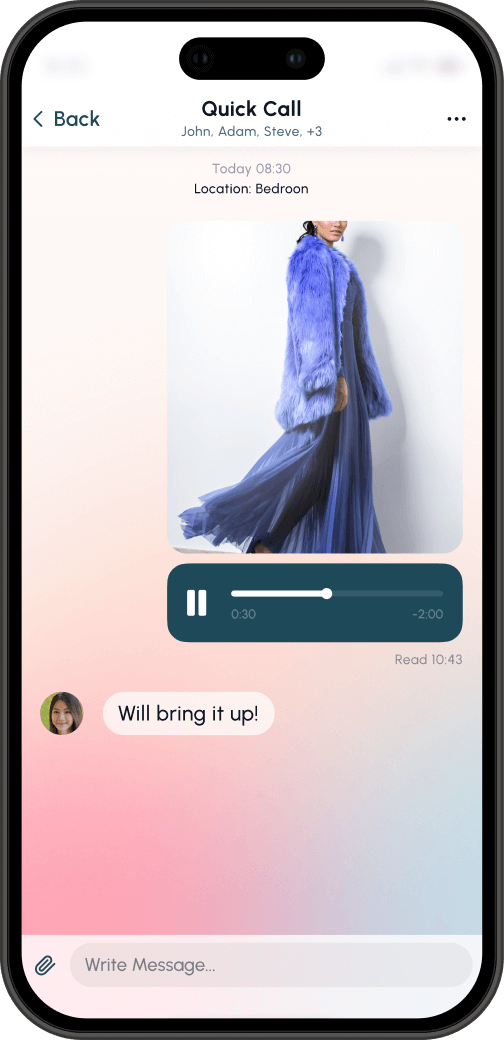 Back
Quick Call
John, Adam, Steve, +3
Today 08:30
Location: Bedroon
0:30
-2:00
Read 10:43
Will bring it up!
Write Message...